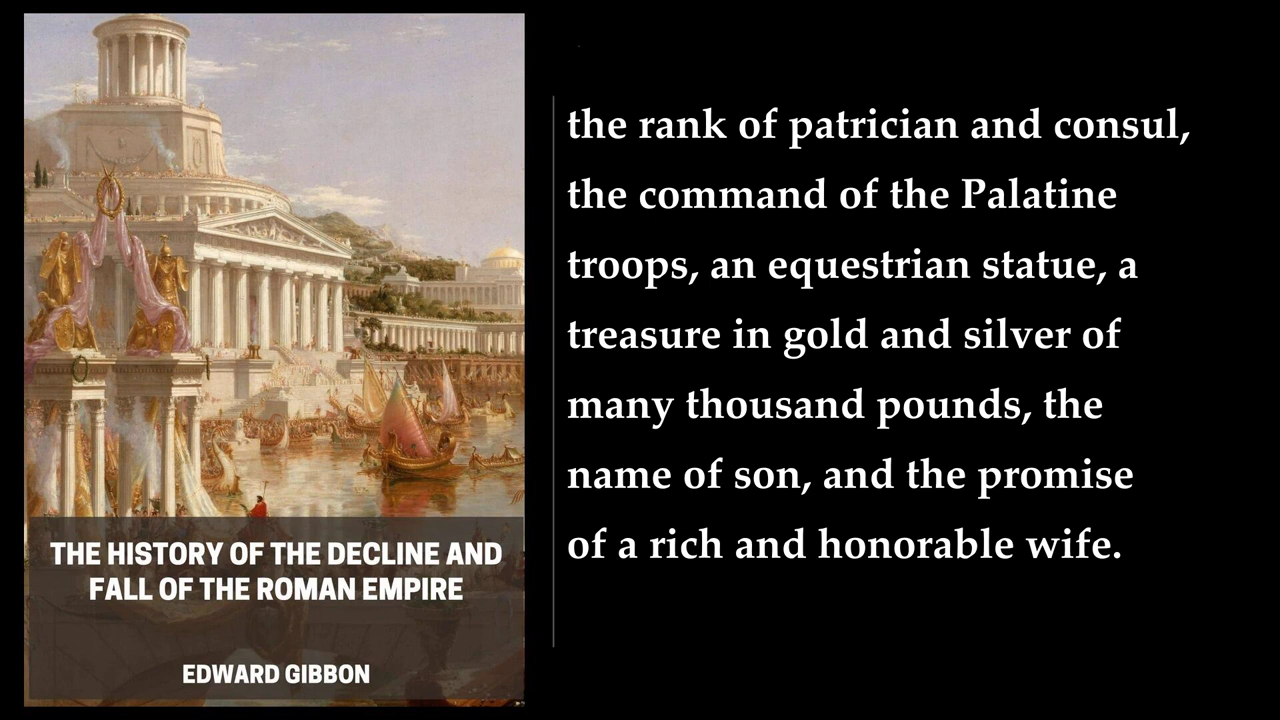 THE HISTORY OF THE DECLINE AND
FALL OF THE ROMAN EMPIRE
EDWARD GIBBON
the rank of patrician and consul,
the command of the Palatine
troops, an equestrian statue, a
treasure in gold and silver of
many thousand pounds, the
name of son, and the promise
of a rich and honorable wife.